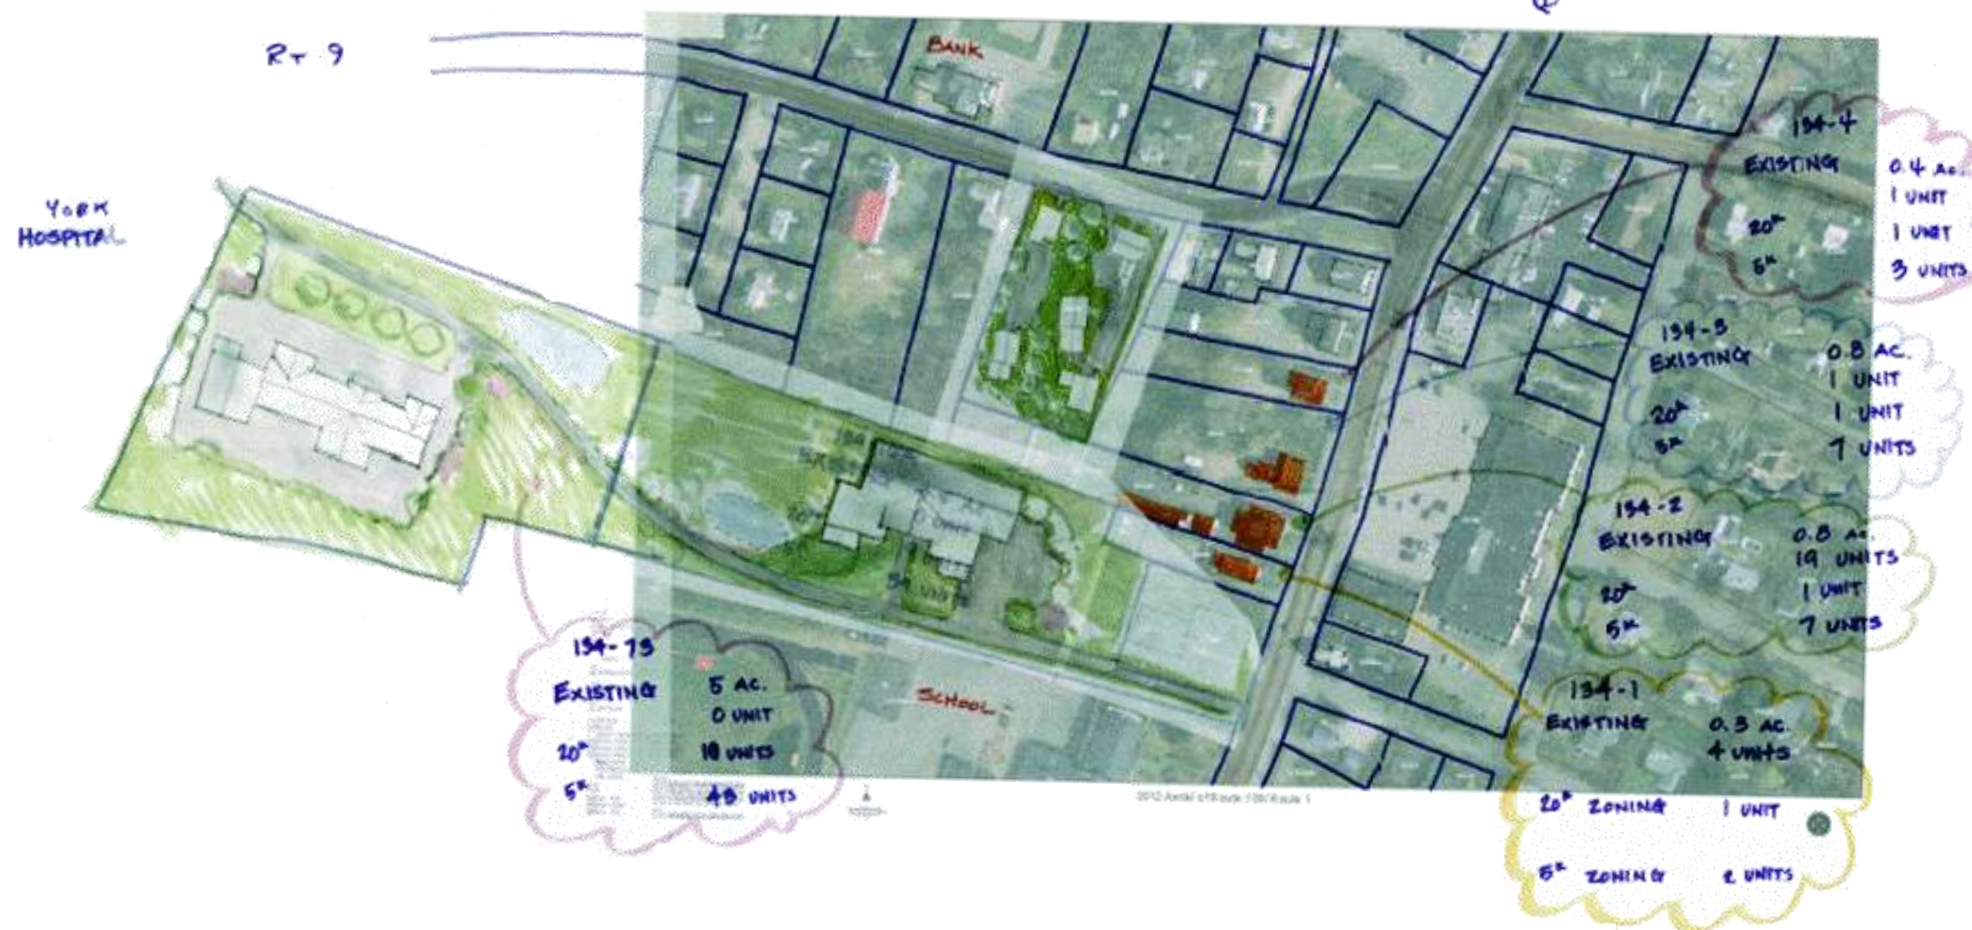 RT 9
YORK
HOSPITAL
BANK
134-4
EXISTING 0.4 AC.
1 UNIT
20K 1 UNIT
5K 3 UNITS
134-3
EXISTING 0.8 AC.
1 UNIT
20K 1 UNIT
5K 7 UNITS
134-2
EXISTING 0.8 AC.
19 UNITS
20K 1 UNIT
5K 7 UNITS
134-1
EXISTING 0.3 AC.
4 UNITS
20K ZONING 1 UNIT
5K ZONING 2 UNITS
134-73
EXISTING 5 AC.
0 UNIT
20K 10 UNITS
5K 43 UNITS
SCHOOL